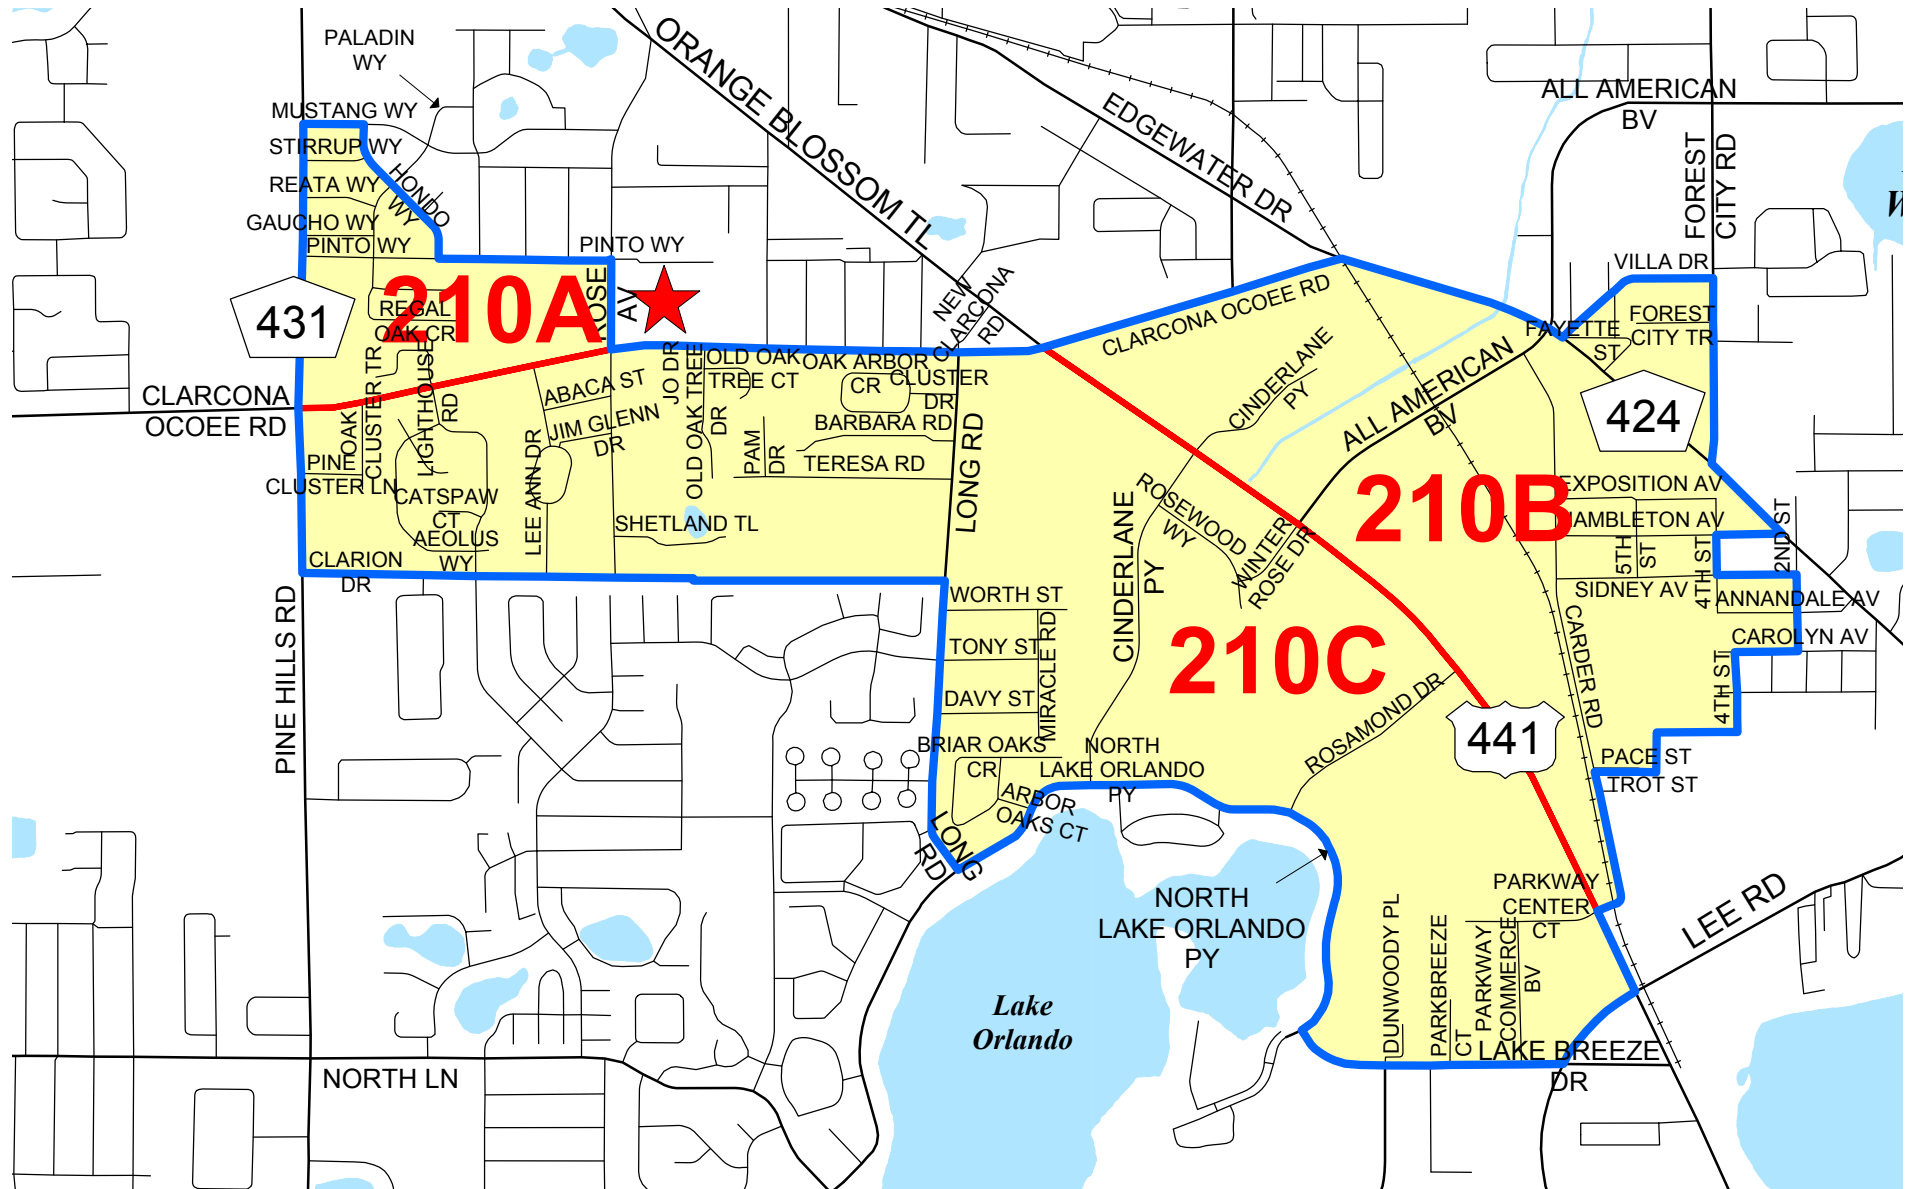 PALADIN
WY
MUSTANG WY
STIRRUP WY
REATA WY
HONDO
WY
GAUCHO WY
PINTO WY
PINTO WY
ORANGE BLOSSOM TL
EDGEWATER DR
ALL AMERICAN
BV
FOREST
CITY RD
W
VILLA DR
431
210A
ROSE
AV
REGAL
OAK CR
NEW
CLARCONA
RD
CLARCONA OCOEE RD
FAYETTE
ST
FOREST
CITY TR
CLARCONA
OCOEE RD
OAK
CLUSTER TR
LIGHTHOUSE
RD
ABACA ST
JIM GLENN
DR
LEE ANN DR
JO DR
OLD OAK TREE
DR
OLD OAK
TREE CT
OAK ARBOR
CR
CLUSTER
DR
BARBARA RD
PAM
DR
TERESA RD
LONG RD
CINDERLANE
PY
ALL AMERICAN
BV
424
PINE
CLUSTER LN
CATSPAW
CT
AEOLUS
WY
SHETLAND TL
CLARION
DR
CINDERLANE
PY
ROSEWOOD
WY
WINTER
ROSE DR
210B
EXPOSITION AV
HAMBLETON AV
5TH
ST
4TH ST
2ND ST
SIDNEY AV
ANNANDALE AV
CAROLYN AV
4TH ST
PINE HILLS RD
WORTH ST
TONY ST
MIRACLE RD
DAVY ST
210C
CARDER RD
ROSAMOND DR
441
BRIAR OAKS
CR
NORTH
LAKE ORLANDO
PY
ARBOR
OAKS CT
PACE ST
TROT ST
LONG
RD
NORTH
LAKE ORLANDO
PY
DUNWOODY PL
PARKBREEZE
CT
PARKWAY
COMMERCE
BV
PARKWAY
CENTER
CT
LEE RD
Lake
Orlando
LAKE BREEZE
DR
NORTH LN